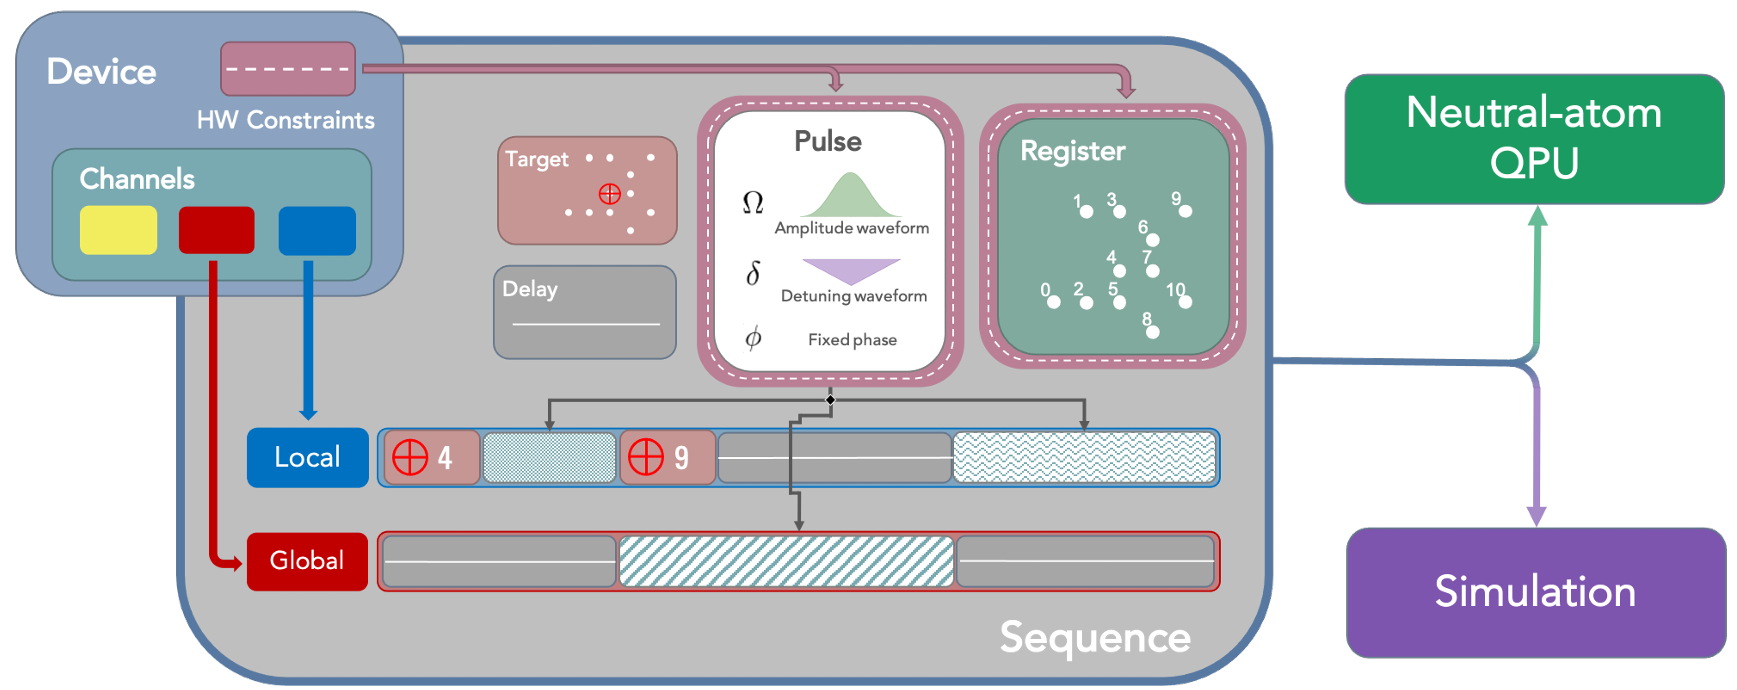 Device
HW Constraints
Channels
Target
Delay
Pulse
Ω
Amplitude waveform
δ
Detuning waveform
ϕ
Fixed phase
Register
1 3 9
6
4 7
0 2 5 10
8
Local
4
9
Global
Sequence
Neutral-atom
QPU
Simulation